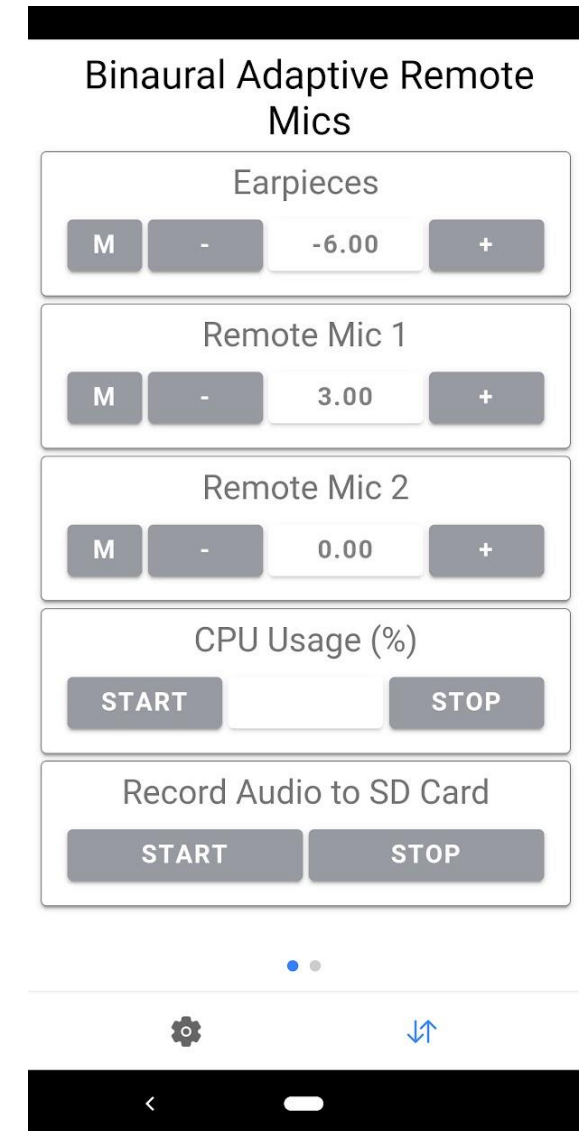 Binaural Adaptive Remote
Mics
Earpieces
M - -6.00 +
Remote Mic 1
M - 3.00 +
Remote Mic 2
M - 0.00 +
CPU Usage (%)
START STOP
Record Audio to SD Card
START STOP